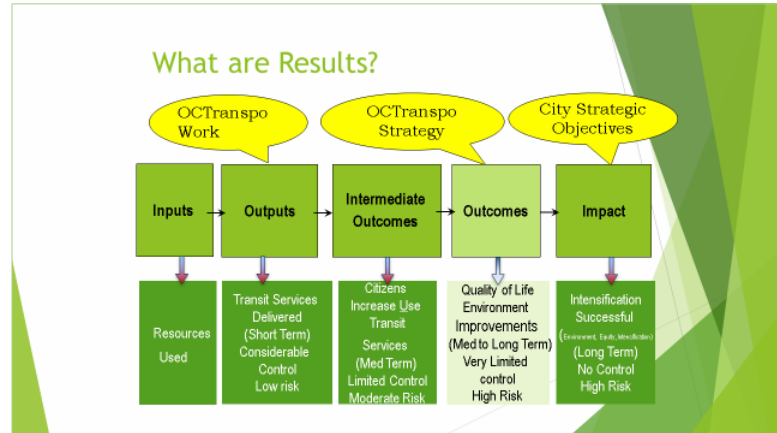 What are Results?
OCTranspo
Work
OCTranspo
Strategy
City Strategic
Objectives
Inputs
Outputs
Intermediate
Outcomes
Outcomes
Impact
Resources
Used
Transit Services
Delivered
(Short Term)
Considerable
Control
Low risk
Citizens
Increase Use
Transit
Services
(Med Term)
Limited Control
Moderate Risk
Quality of Life
Environment
Improvements
(Med to Long Term)
Very Limited
control
High Risk
Intensification
Successful
(Environment, Equity, Intensification)
(Long Term)
No Control
High Risk